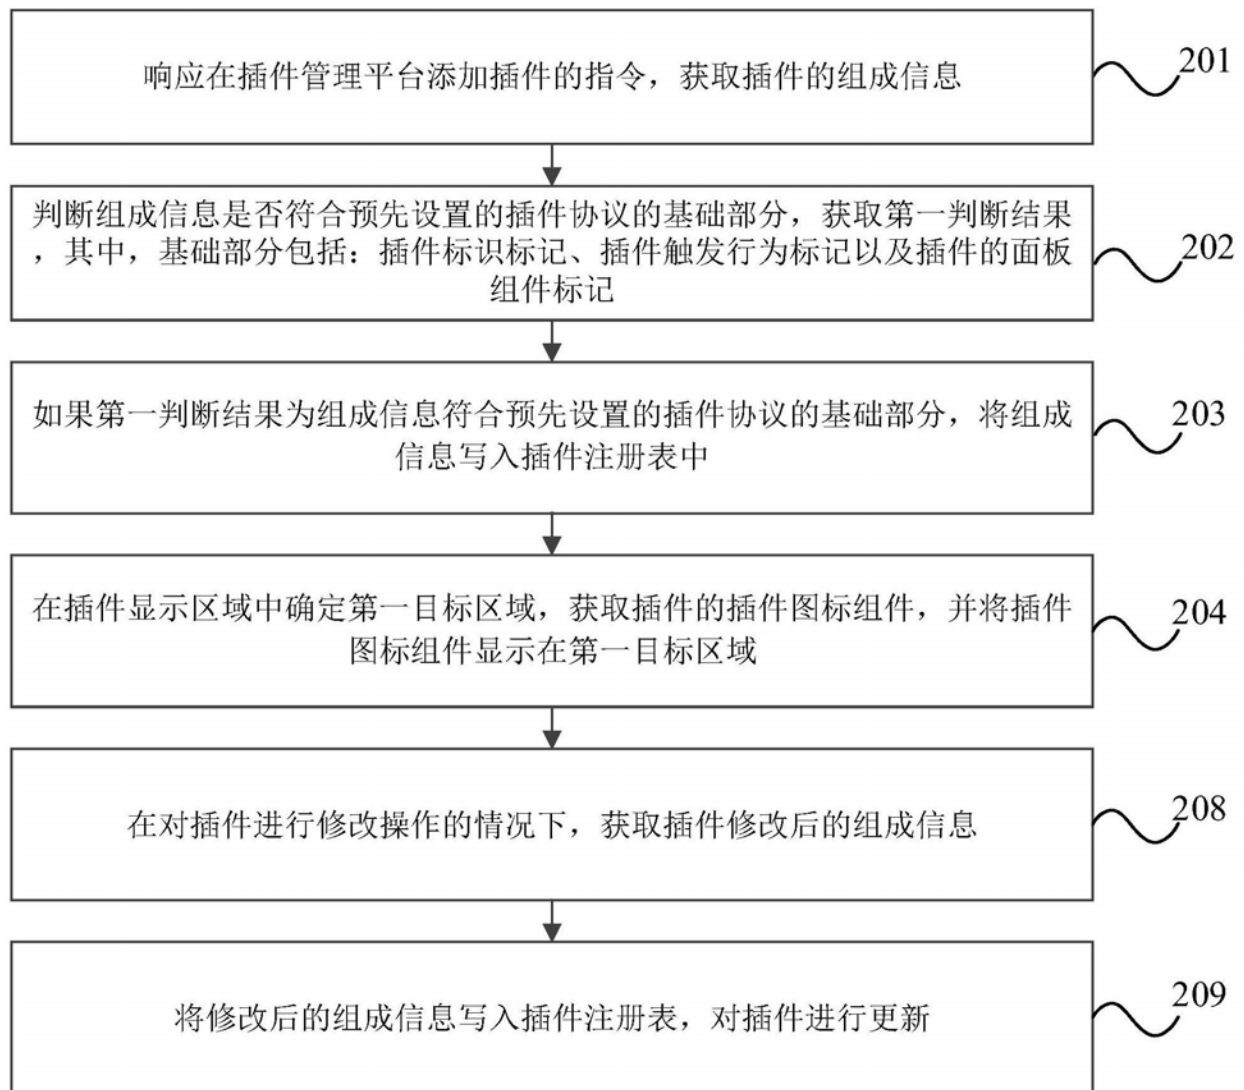 响应在插件管理平台添加插件的指令，获取插件的组成信息
201
判断组成信息是否符合预先设置的插件协议的基础部分，获取第一判断结果
，其中，基础部分包括：插件标识标记、插件触发行为标记以及插件的面板
组件标记
202
如果第一判断结果为组成信息符合预先设置的插件协议的基础部分，将组成
信息写入插件注册表中
203
在插件显示区域中确定第一目标区域，获取插件的插件图标组件，并将插件
图标组件显示在第一目标区域
204
在对插件进行修改操作的情况下，获取插件修改后的组成信息
208
将修改后的组成信息写入插件注册表，对插件进行更新
209